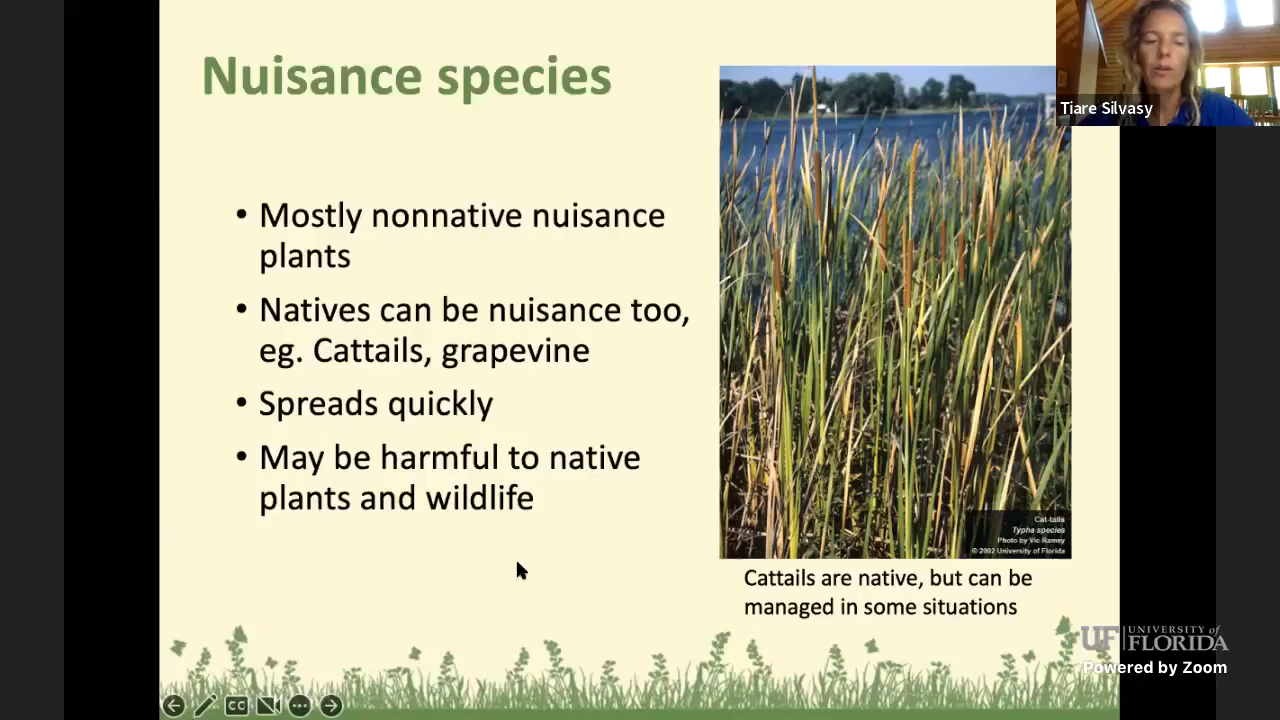 Nuisance species
Tiare Silvasy
• Mostly nonnative nuisance
plants
• Natives can be nuisance too,
eg. Cattails, grapevine
• Spreads quickly
• May be harmful to native
plants and wildlife
Cat-tails
Typha species
Photo by Vic Ramey
© 2002 University of Florida
Cattails are native, but can be
managed in some situations
UF UNIVERSITY of
FLORIDA
Powered by Zoom
CC